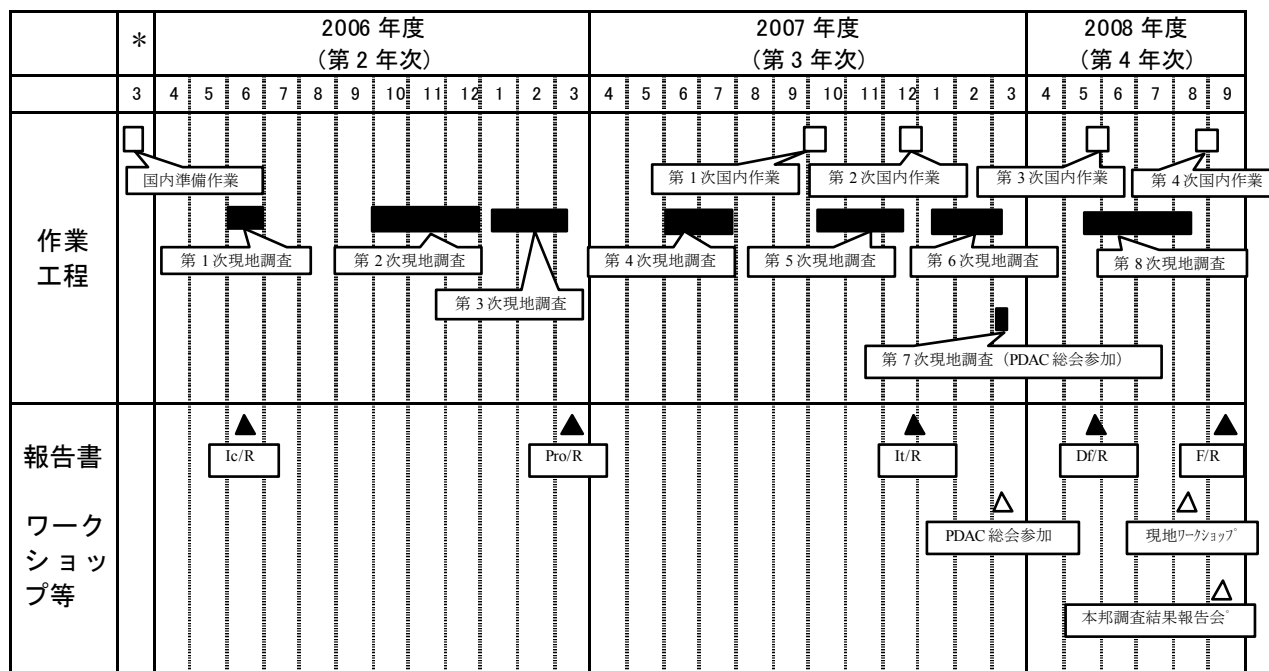 ＊
2006 年度
(第 2 年次)
2007 年度
(第 3 年次)
2008 年度
(第 4 年次)
3 4 5 6 7 8 9 10 11 12 1 2 3 4 5 6 7 8 9 10 11 12 1 2 3 4 5 6 7 8 9
作業
工程
国内準備作業
第 1 次国内作業
第 2 次国内作業
第 3 次国内作業
第 4 次国内作業
第 1 次現地調査
第 2 次現地調査
第 3 次現地調査
第 4 次現地調査
第 5 次現地調査
第 6 次現地調査
第 8 次現地調査
第 7 次現地調査（PDAC 総会参加）
報告書
Ic/R
Pro/R
It/R
Df/R
F/R
ワーク
ショッ
プ等
PDAC 総会参加
現地ﾜｰｸｼｮｯﾌﾟ
本邦調査結果報告会ﾟ